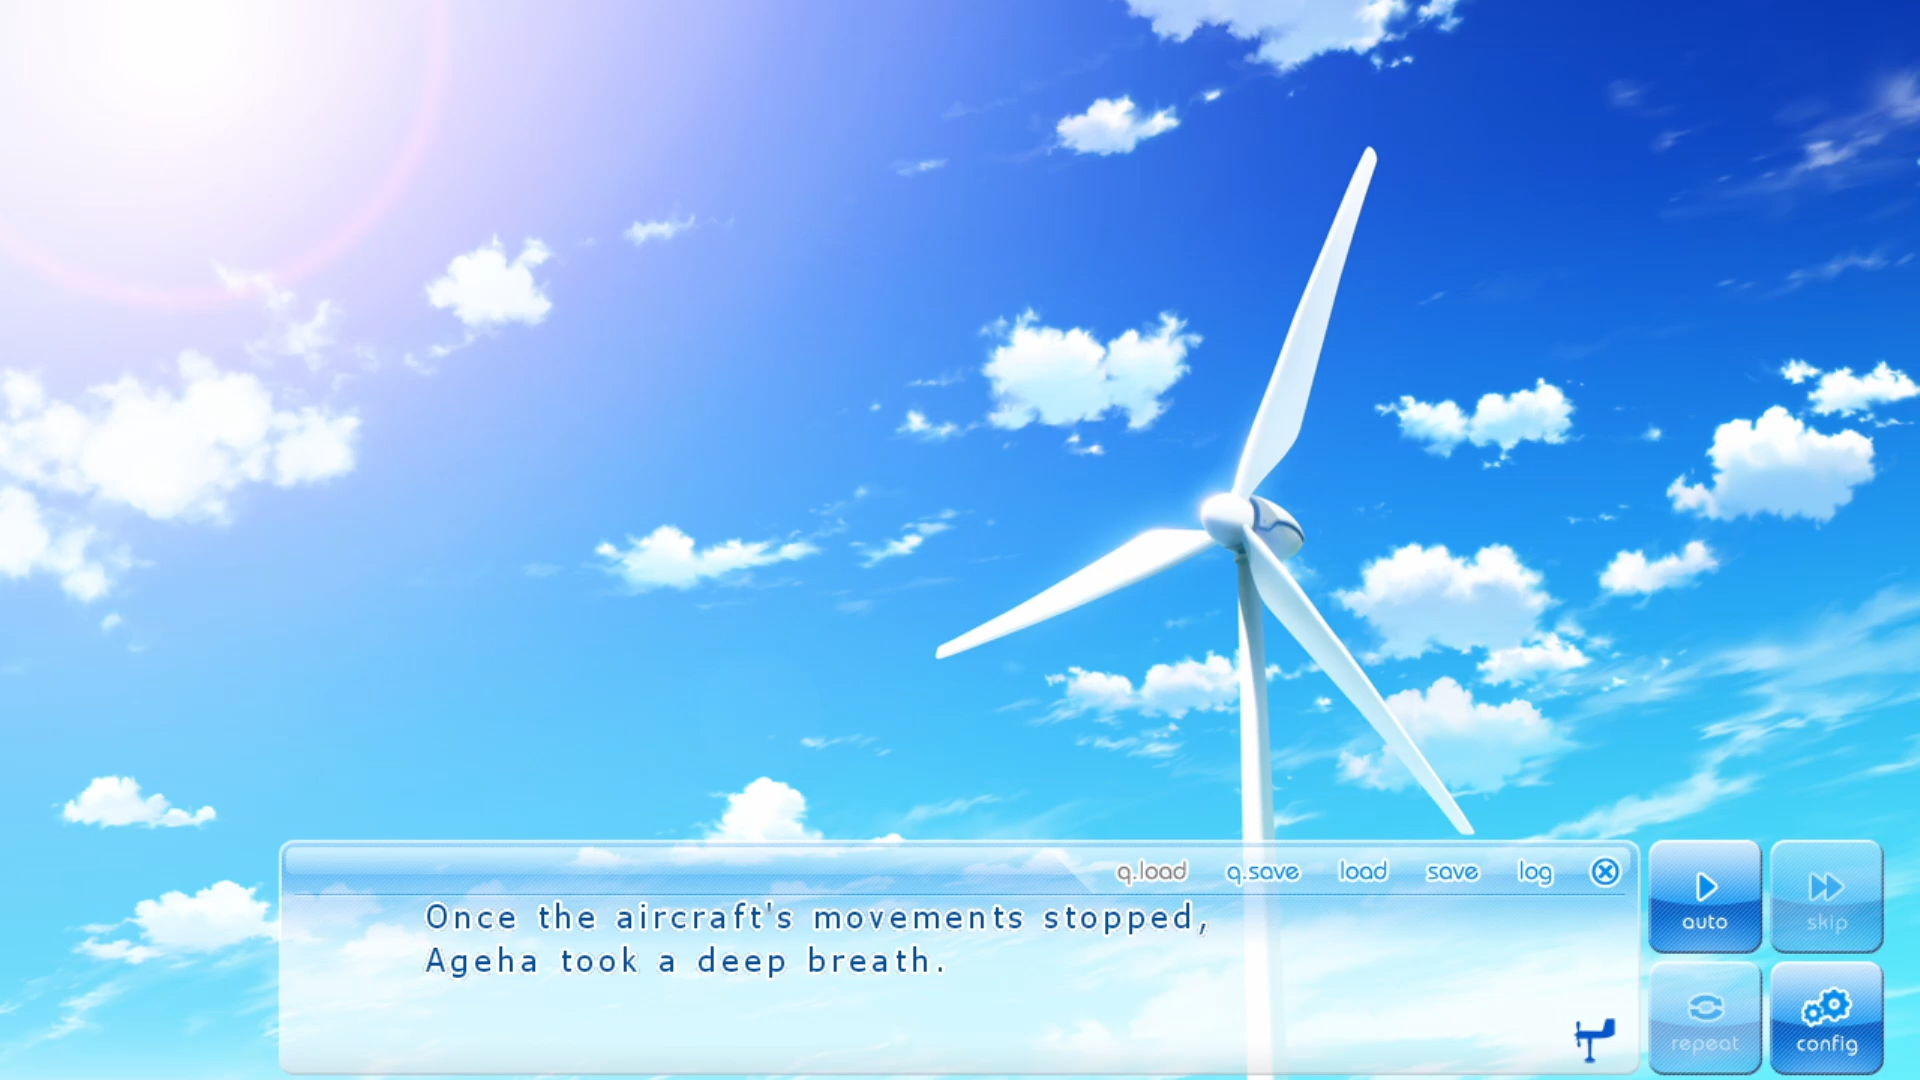 q.load q.save load save log
Once the aircraft's movements stopped,
Ageha took a deep breath.
auto
skip
repeat
config